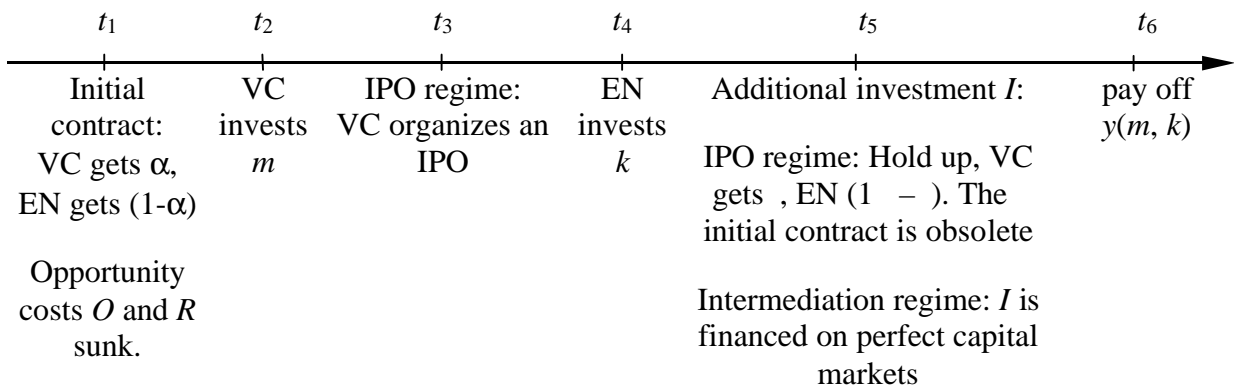 t1 t2 t3 t4 t5 t6
Initial
contract:
VC gets α,
EN gets (1-α)
Opportunity
costs O and R
sunk.
VC
invests
m
IPO regime:
VC organizes an
IPO
EN
invests
k
Additional investment I:
IPO regime: Hold up, VC
gets , EN (1 – ). The
initial contract is obsolete
Intermediation regime: I is
financed on perfect capital
markets
pay off
y(m, k)